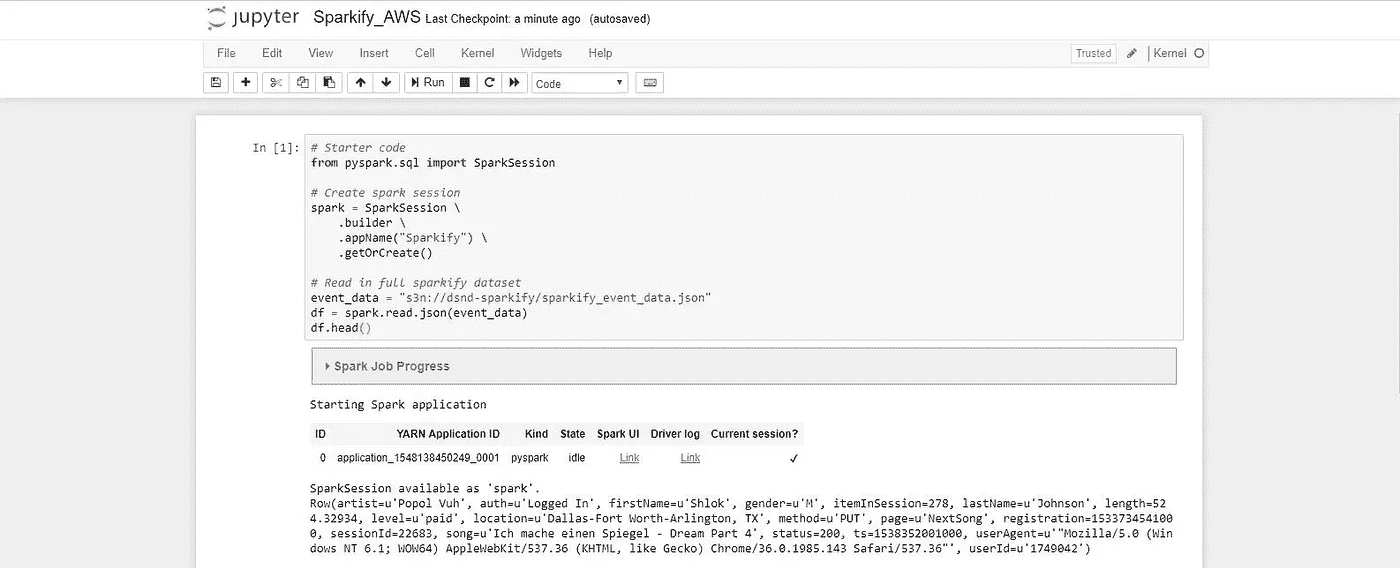 jupyter Sparkify_AWS Last Checkpoint: a minute ago (autosaved)
File Edit View Insert Cell Kernel Widgets Help Trusted Kernel
Run Code
In [1]: # Starter code
from pyspark.sql import SparkSession
# Create spark session
spark = SparkSession \
.builder \
.appName("Sparkify") \
.getOrCreate()
# Read in full sparkify dataset
event_data = "s3n://dsnd-sparkify/sparkify_event_data.json"
df = spark.read.json(event_data)
df.head()
Spark Job Progress
Starting Spark application
ID YARN Application ID Kind State Spark UI Driver log Current session?
0 application_1548138450249_0001 pyspark idle Link Link ✓
SparkSession available as 'spark'.
Row(artist=u'Popol Vuh', auth=u'Logged In', firstName=u'Shlok', gender=u'M', itemInSession=278, lastName=u'Johnson', length=52
4.32934, level=u'paid', location=u'Dallas-Fort Worth-Arlington, TX', method=u'PUT', page=u'NextSong', registration=153373454100
0, sessionId=22683, song=u'Ich mache einen Spiegel - Dream Part 4', status=200, ts=1538352001000, userAgent=u'"Mozilla/5.0 (Win
dows NT 6.1; WOW64) AppleWebKit/537.36 (KHTML, like Gecko) Chrome/36.0.1985.143 Safari/537.36"', userId=u'1749042')